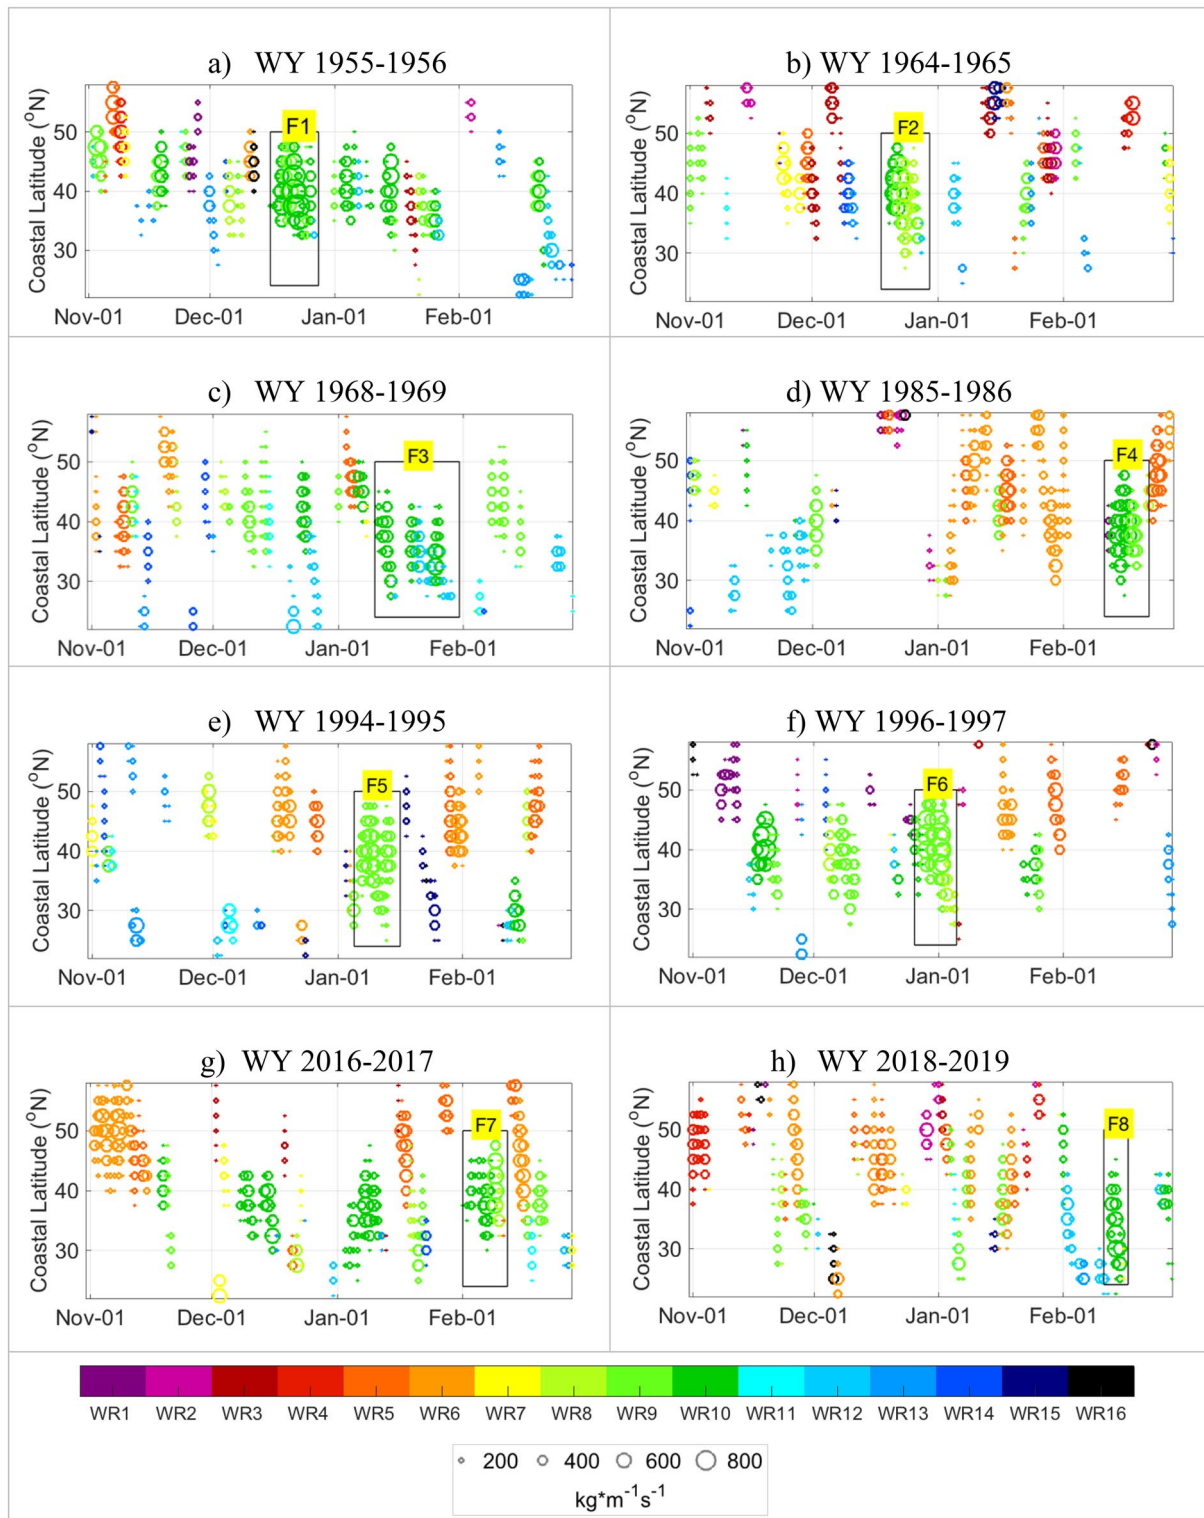 a) WY 1955-1956
Coastal Latitude (°N)
50
40
30
F1
Nov-01 Dec-01 Jan-01 Feb-01
b) WY 1964-1965
Coastal Latitude (°N)
50
40
30
F2
Nov-01 Dec-01 Jan-01 Feb-01
c) WY 1968-1969
Coastal Latitude (°N)
50
40
30
F3
Nov-01 Dec-01 Jan-01 Feb-01
d) WY 1985-1986
Coastal Latitude (°N)
50
40
30
F4
Nov-01 Dec-01 Jan-01 Feb-01
e) WY 1994-1995
Coastal Latitude (°N)
50
40
30
F5
Nov-01 Dec-01 Jan-01 Feb-01
f) WY 1996-1997
Coastal Latitude (°N)
50
40
30
F6
Nov-01 Dec-01 Jan-01 Feb-01
g) WY 2016-2017
Coastal Latitude (°N)
50
40
30
F7
Nov-01 Dec-01 Jan-01 Feb-01
h) WY 2018-2019
Coastal Latitude (°N)
50
40
30
F8
Nov-01 Dec-01 Jan-01 Feb-01
WR1 WR2 WR3 WR4 WR5 WR6 WR7 WR8 WR9 WR10 WR11 WR12 WR13 WR14 WR15 WR16
200 400 600 800
kg*m⁻¹s⁻¹